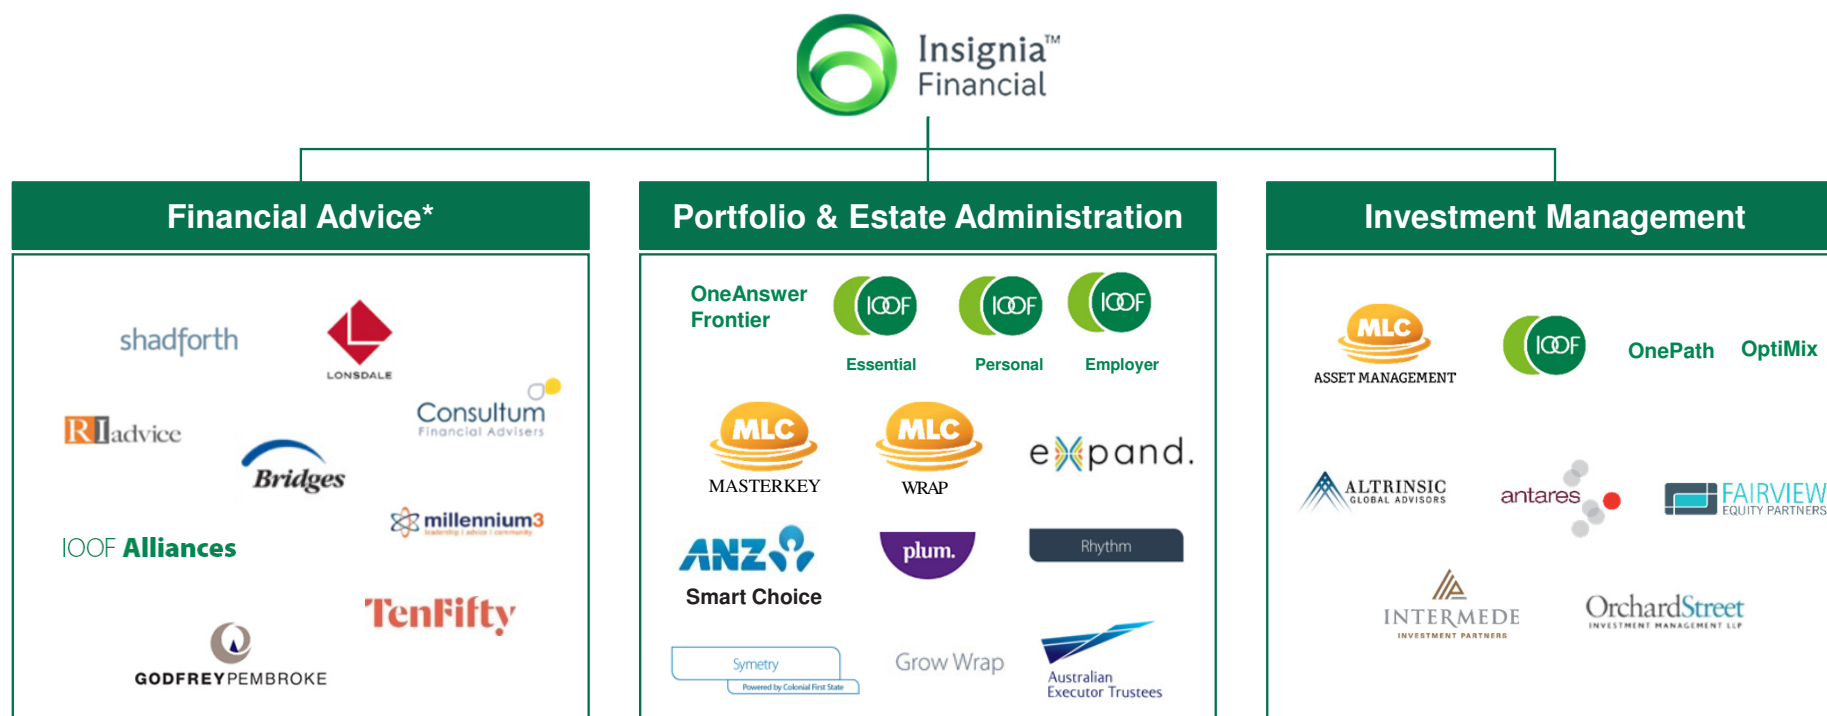 Insignia™
Financial
Financial Advice*
shadforth
L
LONSDALE
RI advice
Consultum
Financial Advisers
Bridges
millennium3
leadership | advice | community
IOOF Alliances
TenFifty
GODFREYPEMBROKE
Portfolio & Estate Administration
OneAnswer
Frontier
IOOF
Essential
IOOF
Personal
IOOF
Employer
MLC
MASTERKEY
MLC
WRAP
expand.
ANZ
Smart Choice
plum.
Rhythm
Symetry
Powered by Colonial First State
Grow Wrap
Australian
Executor Trustees
Investment Management
MLC
ASSET MANAGEMENT
IOOF
OnePath
OptiMix
ALTRINSIC
GLOBAL ADVISORS
antares
FAIRVIEW
EQUITY PARTNERS
INTERMEDE
INVESTMENT PARTNERS
OrchardStreet
INVESTMENT MANAGEMENT LLP